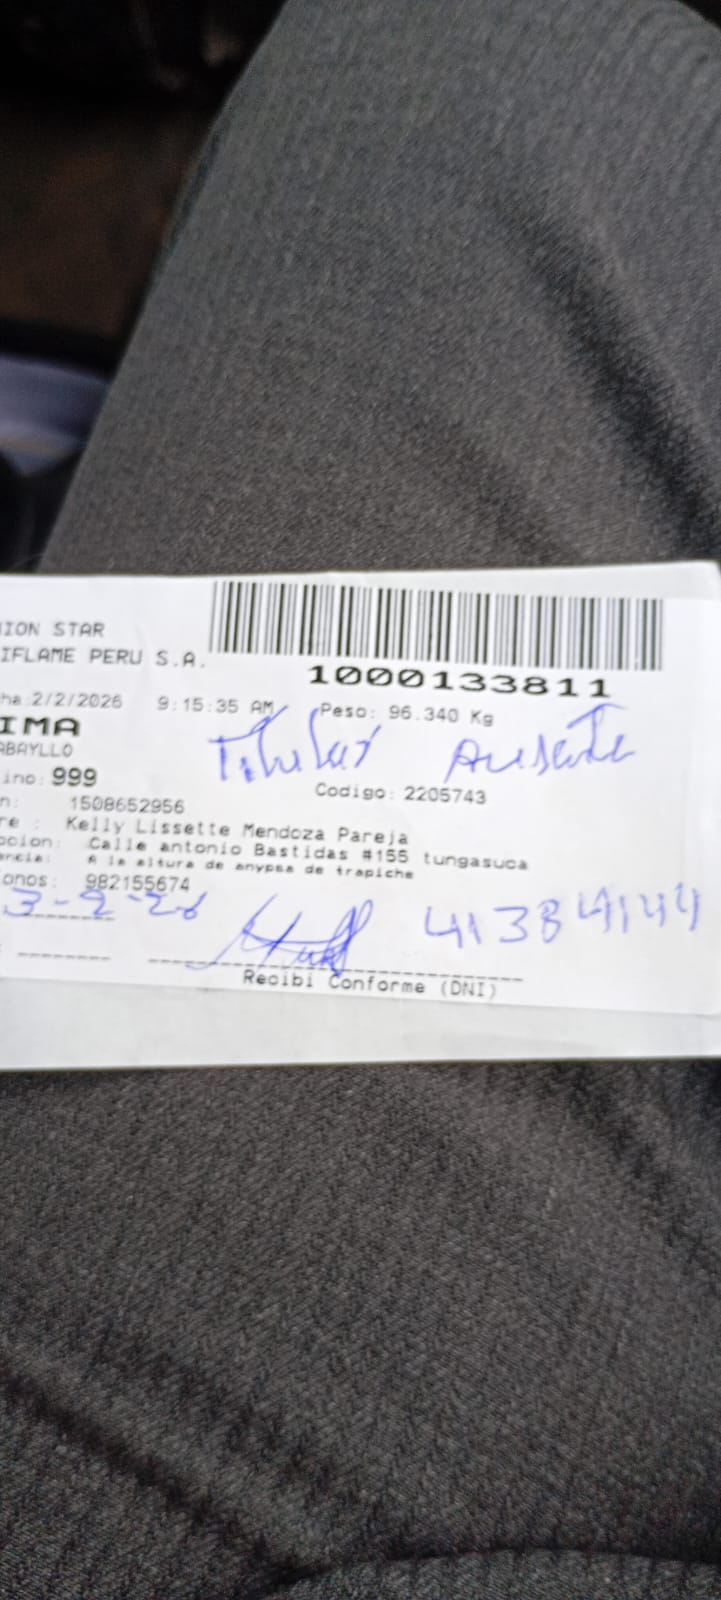 ION STAR
IFLAME PERU S.A.
1000133811
ha:2/2/2026 9:15:35 AM Peso: 96.340 Kg
IMA
ABAYLLO
Titular Ausente
ino: 999
Codigo: 2205743
n: 1508652956
re : Kelly Lissette Mendoza Pareja
ocion: Calle antonio Bastidas #155 tungasuca
encia: A la altura de anypsa de trapiche
onos: 982155674
3-2-26
41384144
Recibi Conforme (DNI)